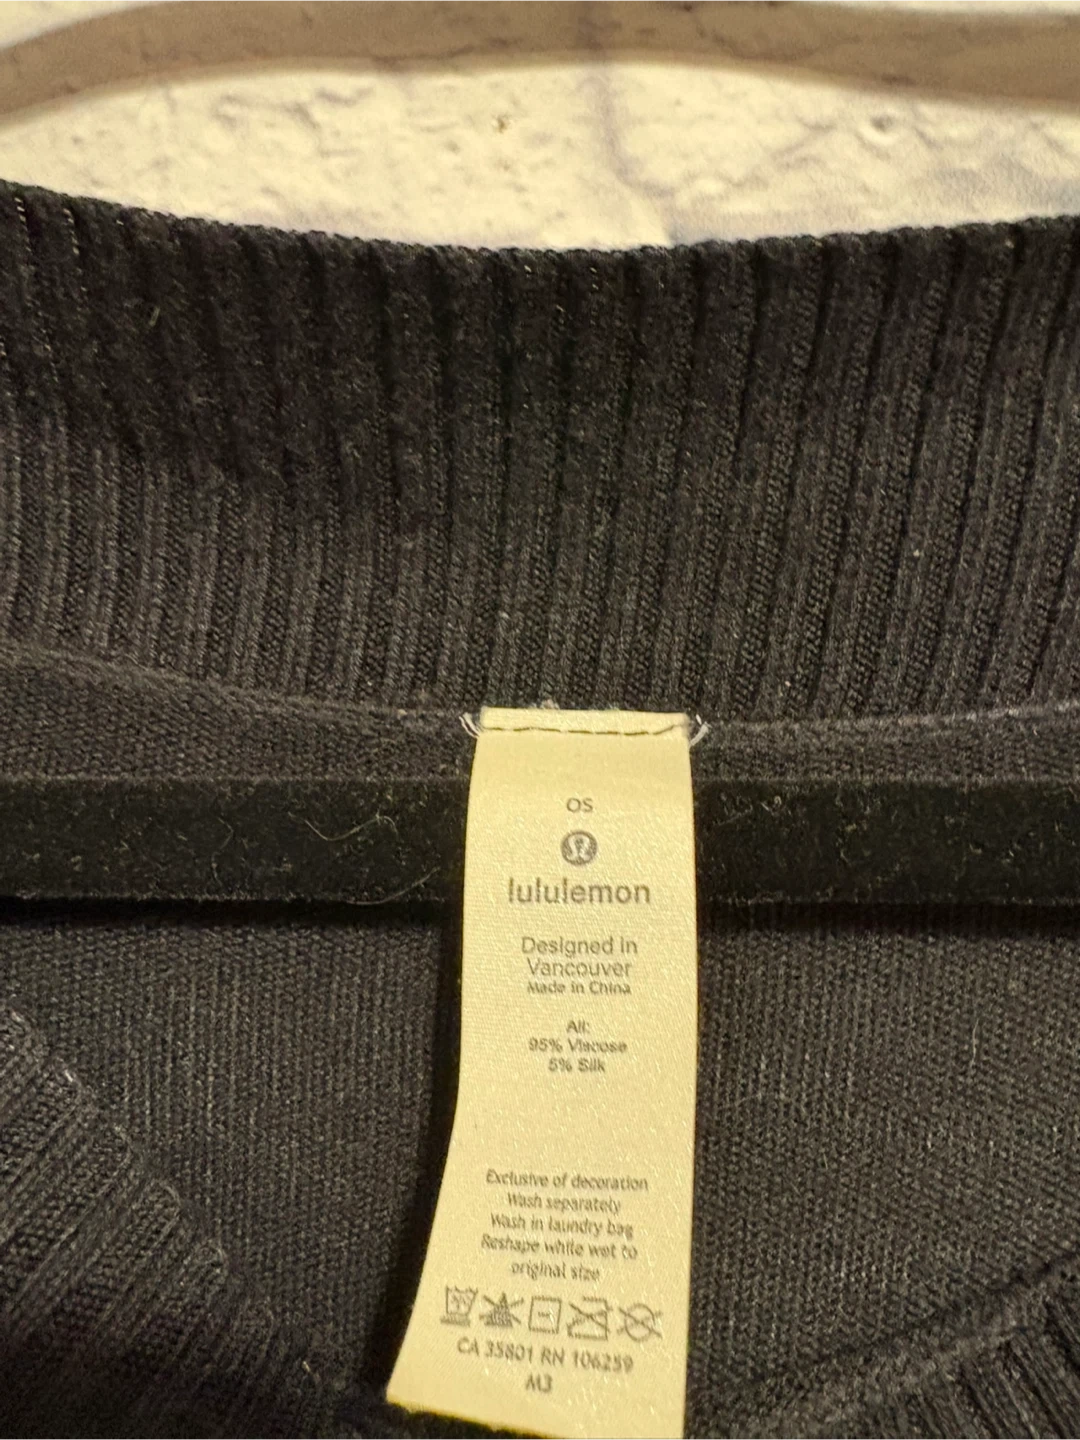 OS
lululemon
Designed in
Vancouver
Made in China
All:
95% Viscose
5% Silk
Exclusive of decoration
Wash separately
Wash in laundry bag
Reshape while wet to
original size
CA 35801 RN 106259
M3